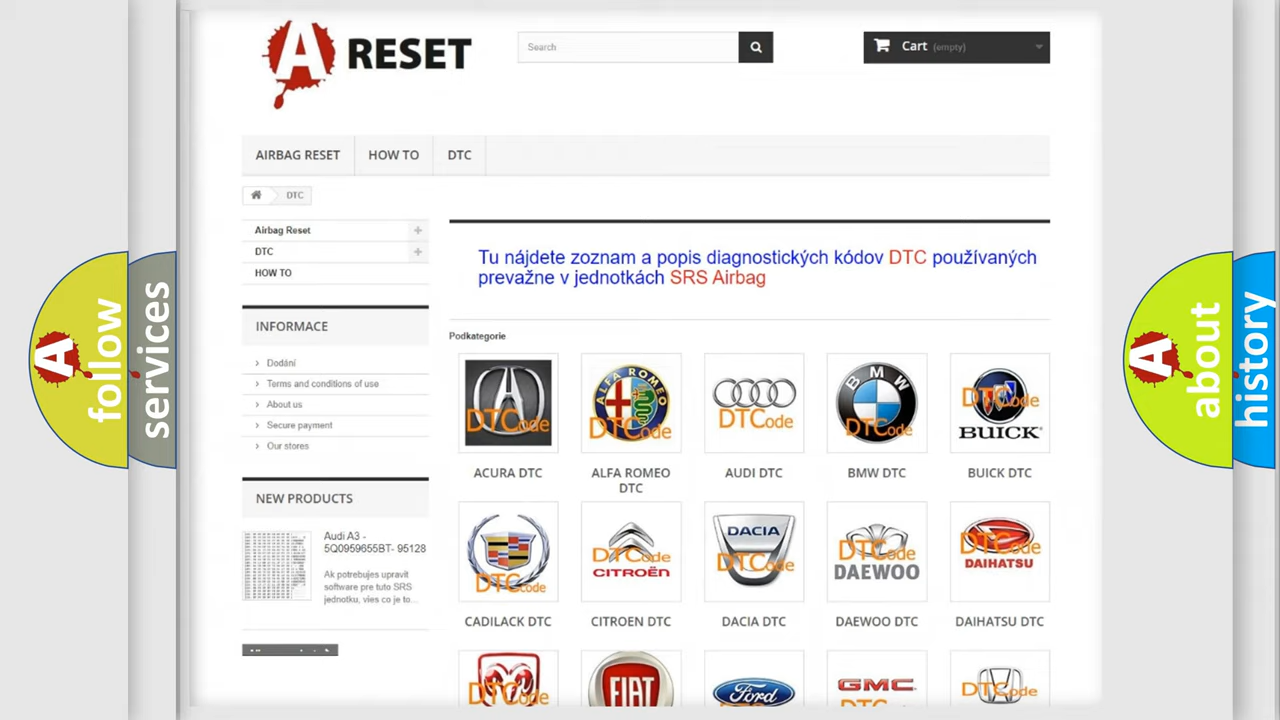 A RESET
Search
Cart (empty)
AIRBAG RESET
HOW TO
DTC
DTC
Airbag Reset
DTC
HOW TO
Tu nájdete zoznam a popis diagnostických kódov DTC používaných
prevažne v jednotkách SRS Airbag
INFORMACE
Dodání
Terms and conditions of use
About us
Secure payment
Our stores
NEW PRODUCTS
Audi A3 -
5Q0959655BT- 95128
Ak potrebujes upravit
software pre tuto SRS
jednotku, vies co je to...
Podkategorie
DTCode
ALFA ROMEO
DTCode
DTCode
BMW
DTCode
DTCode
BUICK
ACURA DTC
ALFA ROMEO
DTC
AUDI DTC
BMW DTC
BUICK DTC
DTCode
DTCode
CITROËN
DACIA
DTCode
DTCode
DAEWOO
DTCode
DAIHATSU
CADILACK DTC
CITROEN DTC
DACIA DTC
DAEWOO DTC
DAIHATSU DTC
DTCode
FIAT
Ford
GMC
DTCode
A follow
services
A about
history